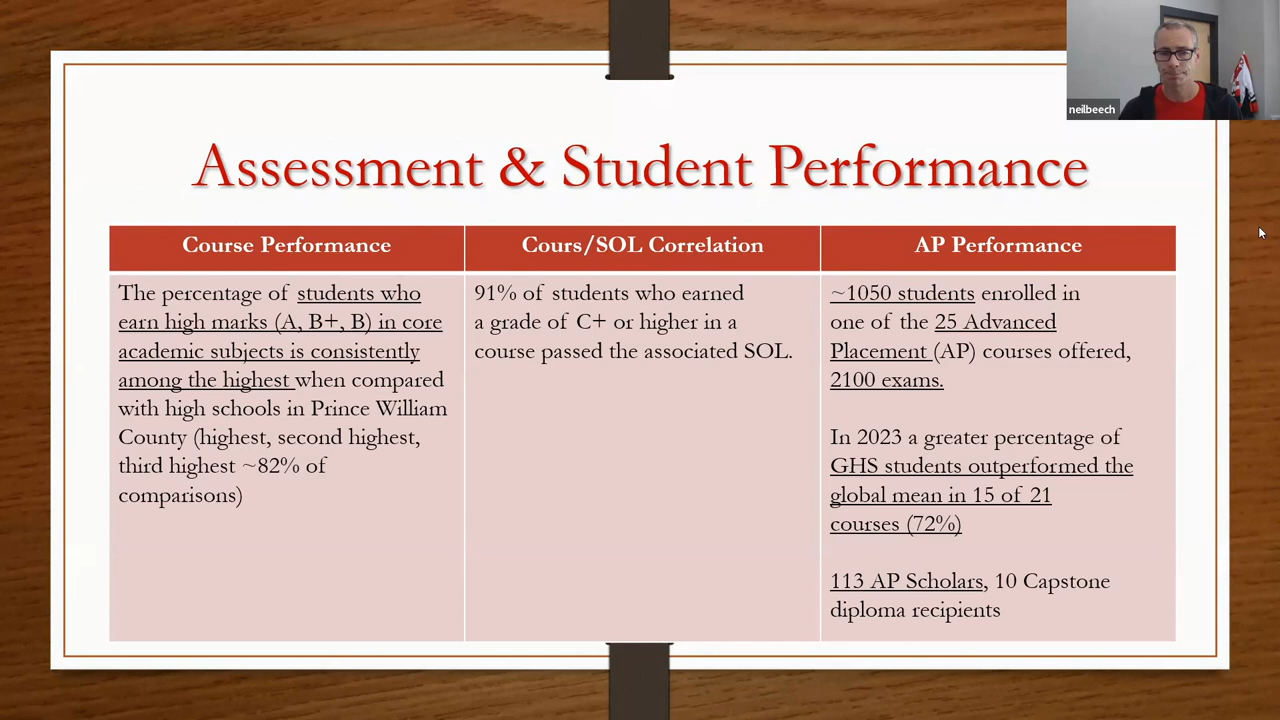 neilbeech
Assessment & Student Performance
Course Performance
The percentage of students who
earn high marks (A, B+, B) in core
academic subjects is consistently
among the highest when compared
with high schools in Prince William
County (highest, second highest,
third highest ~82% of
comparisons)
Cours/SOL Correlation
91% of students who earned
a grade of C+ or higher in a
course passed the associated SOL.
AP Performance
~1050 students enrolled in
one of the 25 Advanced
Placement (AP) courses offered,
2100 exams.
In 2023 a greater percentage of
GHS students outperformed the
global mean in 15 of 21
courses (72%)
113 AP Scholars, 10 Capstone
diploma recipients